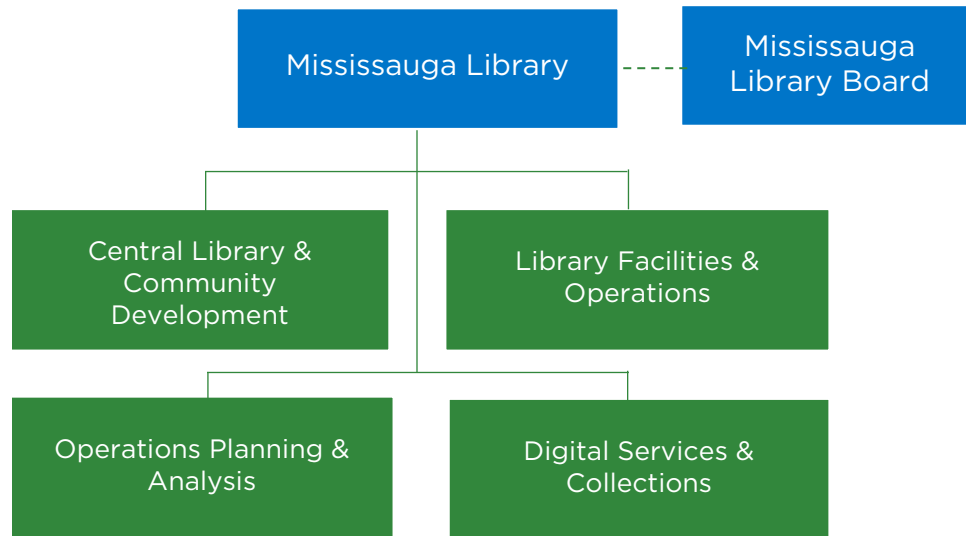 Mississauga Library
Mississauga
Library Board
Central Library &
Community
Development
Library Facilities &
Operations
Operations Planning &
Analysis
Digital Services &
Collections